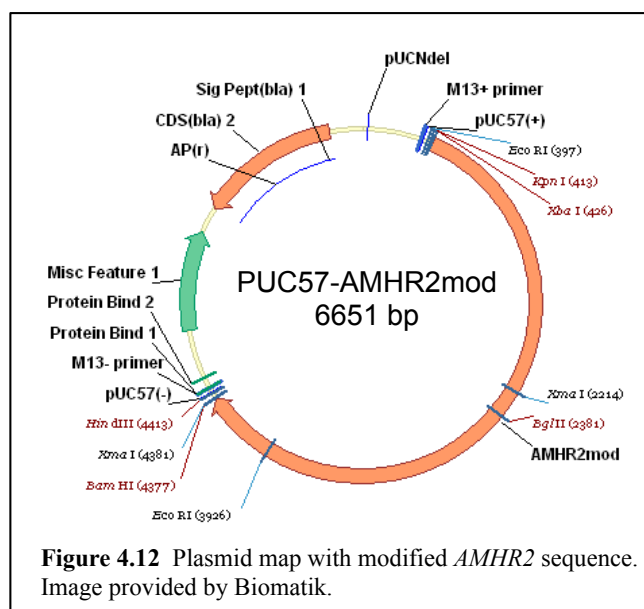 pUCNdel
Sig Pept(bla) 1
M13+ primer
CDS(bla) 2
pUC57(+)
AP(r)
Eco RI (397)
Kpn I (413)
Xba I (426)
Misc Feature 1
PUC57-AMHR2mod
6651 bp
Protein Bind 2
Protein Bind 1
M13- primer
pUC57(-)
Hin dIII (4413)
Xma I (4381)
Bam HI (4377)
Eco RI (3926)
Xma I (2214)
BglII (2381)
AMHR2mod
Figure 4.12 Plasmid map with modified AMHR2 sequence.
Image provided by Biomatik.